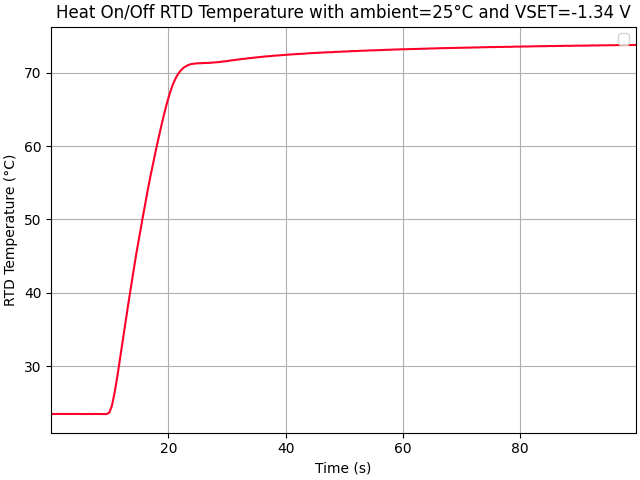 Heat On/Off RTD Temperature with ambient=25°C and VSET=-1.34 V
RTD Temperature (°C)
70
60
50
40
30
20 40 60 80
Time (s)